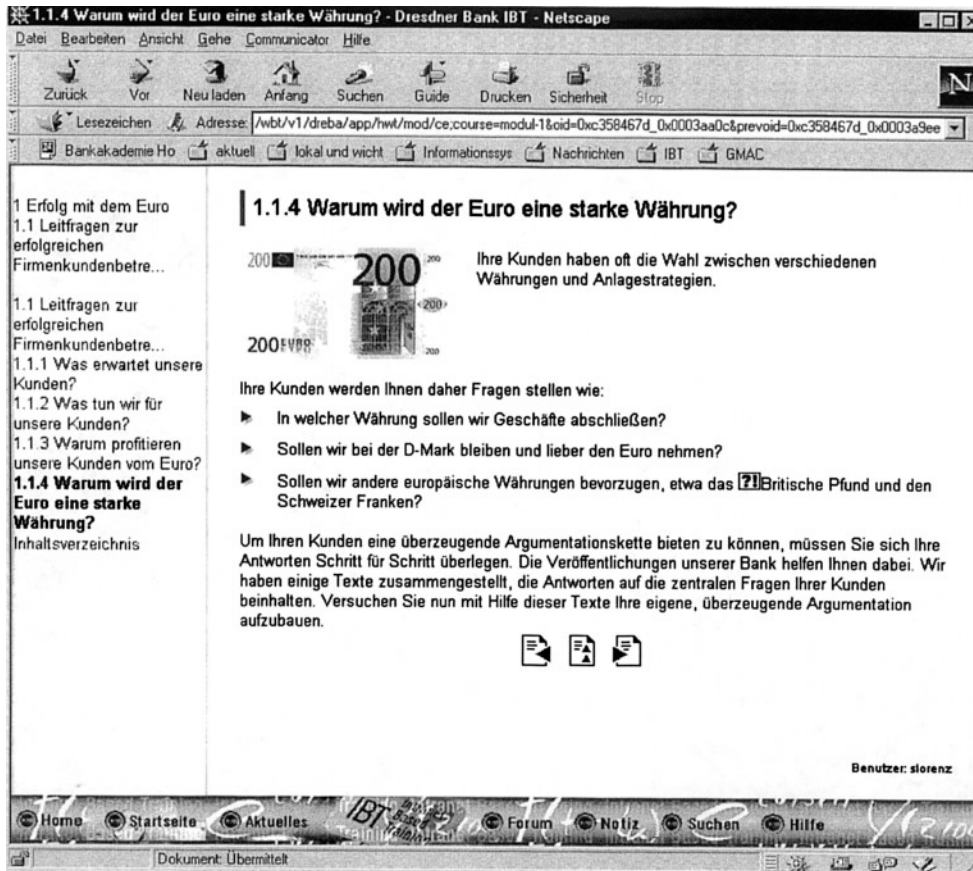 1.1.4 Warum wird der Euro eine starke Währung? - Dresdner Bank IBT - Netscape
Datei Bearbeiten Ansicht Gehe Communicator Hilfe
Zurück Vor Neu laden Anfang Suchen Guide Drucken Sicherheit Stop
N
Lesezeichen Adresse: /wbt/v1/dreba/app/hwt/mod/ce;course=modul-1&oid=0xc358467d_0x0003aa0c&prevoid=0xc358467d_0x0003a9ee
Bankakademie Ho aktuell lokal und wicht Informationssys Nachrichten IBT GMAC
1 Erfolg mit dem Euro
1.1 Leitfragen zur
erfolgreichen
Firmenkundenbetre...
1.1 Leitfragen zur
erfolgreichen
Firmenkundenbetre...
1.1.1 Was erwartet unsere
Kunden?
1.1.2 Was tun wir für
unsere Kunden?
1.1.3 Warum profitieren
unsere Kunden vom Euro?
1.1.4 Warum wird der
Euro eine starke
Währung?
Inhaltsverzeichnis
1.1.4 Warum wird der Euro eine starke Währung?
200 200 200
200
200 EURO 200
Ihre Kunden haben oft die Wahl zwischen verschiedenen
Währungen und Anlagestrategien.
Ihre Kunden werden Ihnen daher Fragen stellen wie:
In welcher Währung sollen wir Geschäfte abschließen?
Sollen wir bei der D-Mark bleiben und lieber den Euro nehmen?
Sollen wir andere europäische Währungen bevorzugen, etwa das ?! Britische Pfund und den
Schweizer Franken?
Um Ihren Kunden eine überzeugende Argumentationskette bieten zu können, müssen Sie sich Ihre
Antworten Schritt für Schritt überlegen. Die Veröffentlichungen unserer Bank helfen Ihnen dabei. Wir
haben einige Texte zusammengestellt, die Antworten auf die zentralen Fragen Ihrer Kunden
beinhalten. Versuchen Sie nun mit Hilfe dieser Texte Ihre eigene, überzeugende Argumentation
aufzubauen.
Benutzer: slorenz
Home Startseite Aktuelles IBT Forum Notiz Suchen Hilfe
Dokument: Übermittelt